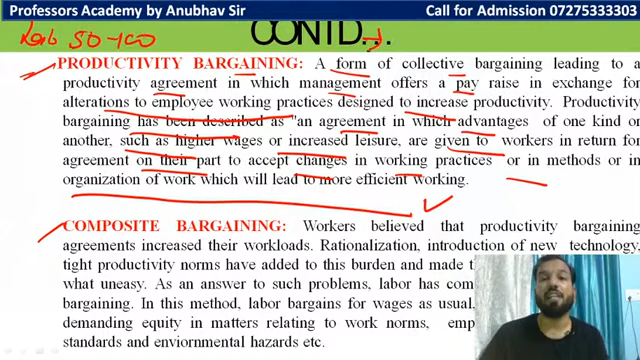 Professors Academy by Anubhav Sir
Call for Admission 07275333303
50-100
CONTD...
PRODUCTIVITY BARGAINING: A form of collective bargaining leading to a
productivity agreement in which management offers a pay raise in exchange for
alterations to employee working practices designed to increase productivity. Productivity
bargaining has been described as "an agreement in which advantages of one kind or
another, such as higher wages or increased leisure, are given to workers in return for
agreement on their part to accept changes in working practices or in methods or in
organization of work which will lead to more efficient working.
COMPOSITE BARGAINING: Workers believed that productivity bargaining
agreements increased their workloads. Rationalization, introduction of new technology,
tight productivity norms have added to this burden and made
what uneasy. As an answer to such problems, labor has com
bargaining. In this method, labor bargains for wages as usual,
demanding equity in matters relating to work norms, emp
standards and enviornmental hazards etc.